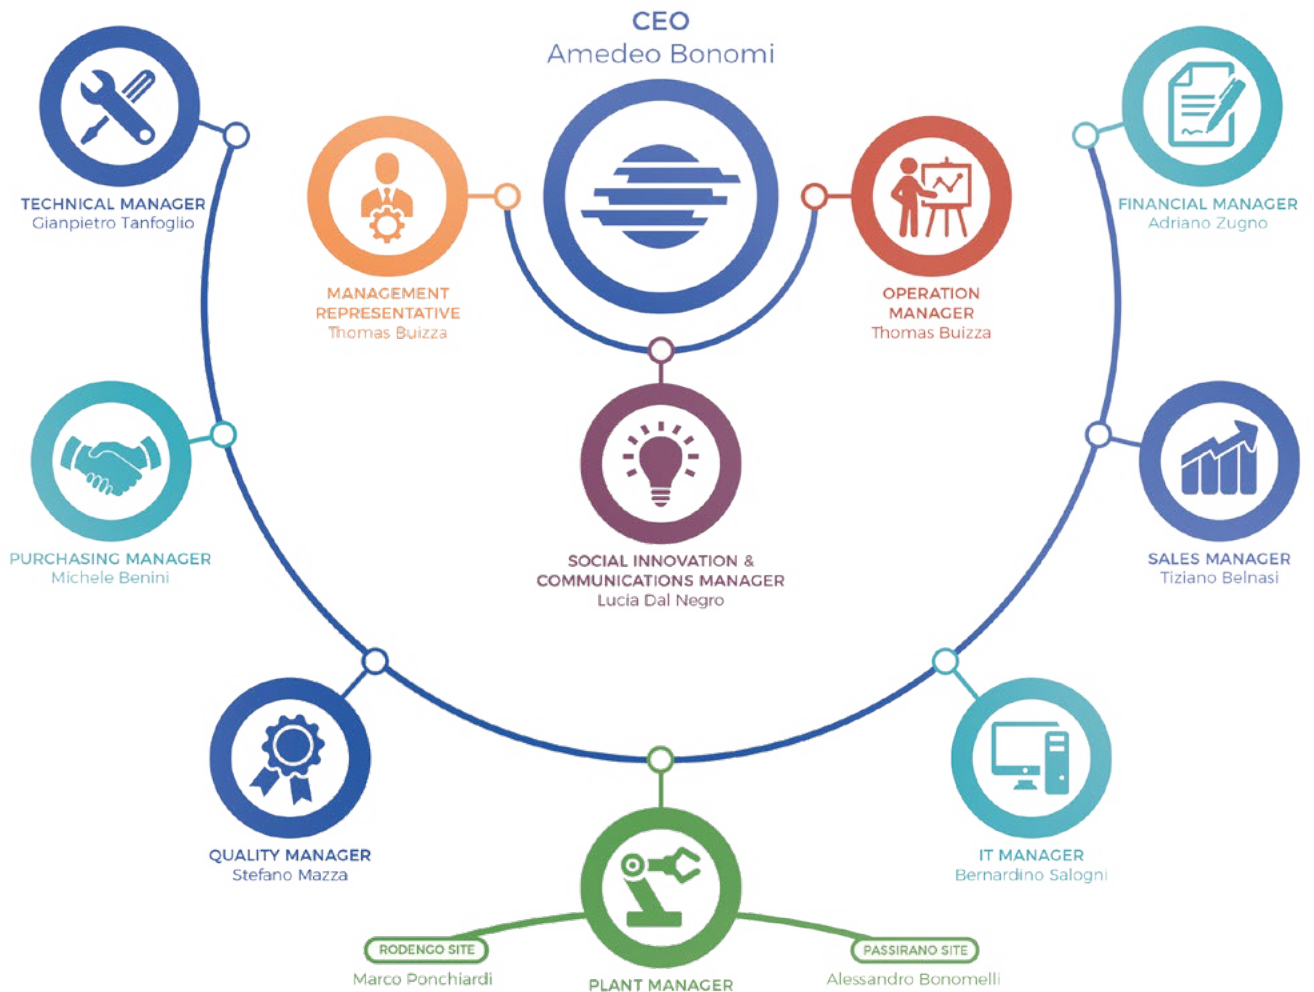 CEO
Amedeo Bonomi
TECHNICAL MANAGER
Gianpietro Tanfoglio
MANAGEMENT
REPRESENTATIVE
Thomas Buizza
OPERATION
MANAGER
Thomas Buizza
FINANCIAL MANAGER
Adriano Zugno
PURCHASING MANAGER
Michele Benini
SOCIAL INNOVATION &
COMMUNICATIONS MANAGER
Lucia Dal Negro
SALES MANAGER
Tiziano Belnasi
QUALITY MANAGER
Stefano Mazza
IT MANAGER
Bernardino Salogni
RODENGO SITE
Marco Ponchiardi
PLANT MANAGER
PASSIRANO SITE
Alessandro Bonomelli